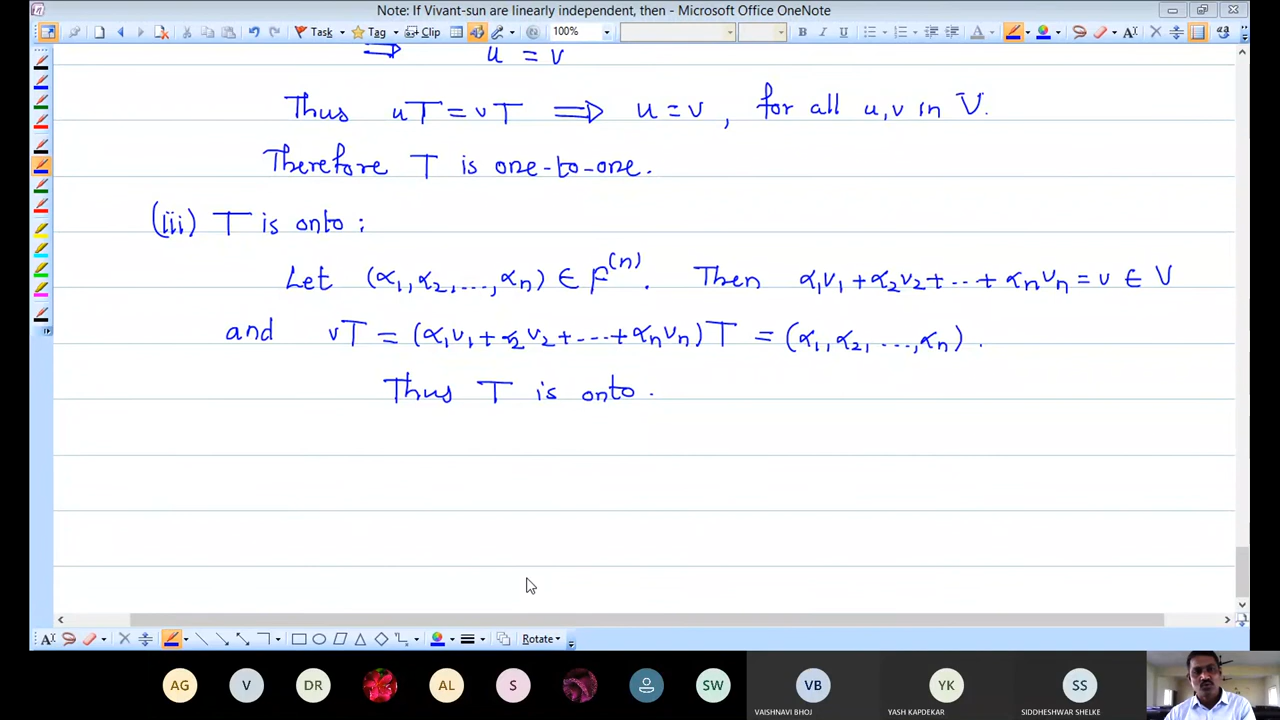 Note: If Vivant-sun are linearly independent, then - Microsoft Office OneNote
Task Tag Clip 100% B I U
⟹ u = v
Thus uT = vT ⟹ u = v , for all u,v in V.
Therefore T is one-to-one.
(iii) T is onto :
Let (α1, α2, ..., αn) ∈ F^(n). Then α1v1 + α2v2 + ... + αnvn = v ∈ V
and vT = (α1v1 + α2v2 + ... + αnvn)T = (α1, α2, ..., αn) .
Thus T is onto .
Rotate
AG V DR AL S SW VB YK SS
VAISHNAVI BHOJ YASH KAPDEKAR SIDDHESHWAR SHELKE